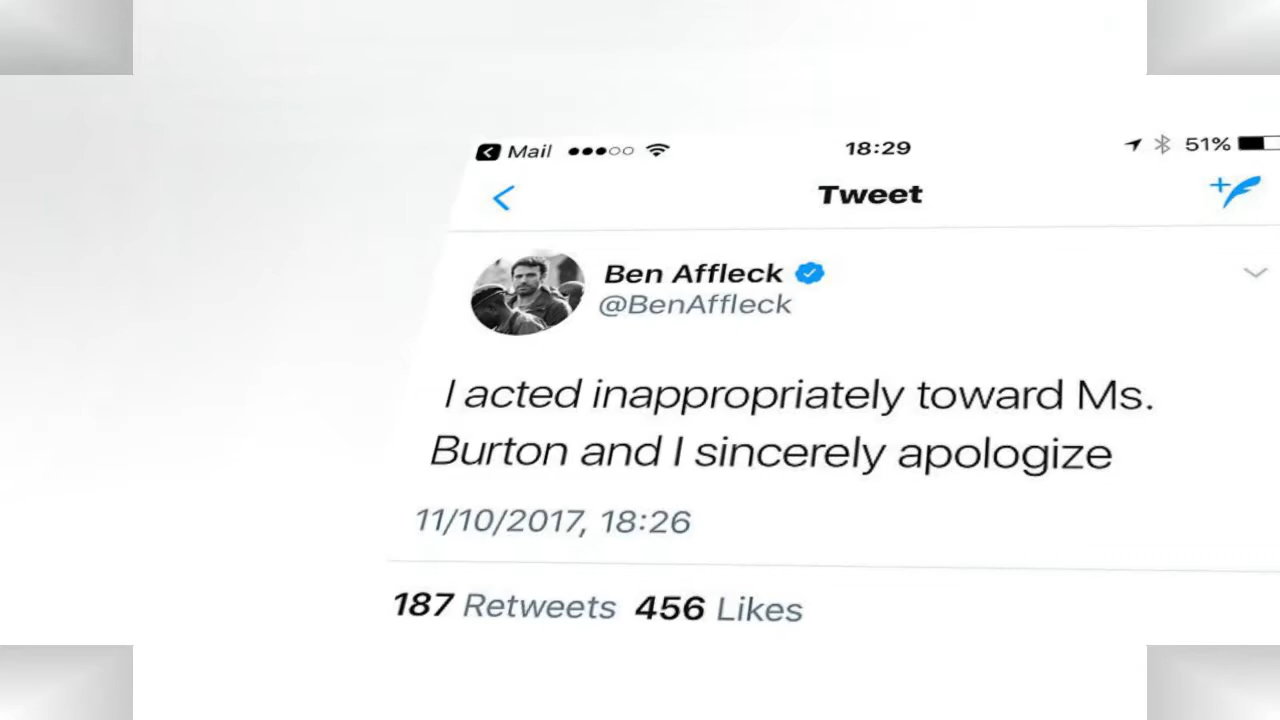 Mail 18:29 51%
Tweet
Ben Affleck
@BenAffleck
I acted inappropriately toward Ms.
Burton and I sincerely apologize
11/10/2017, 18:26
187 Retweets 456 Likes